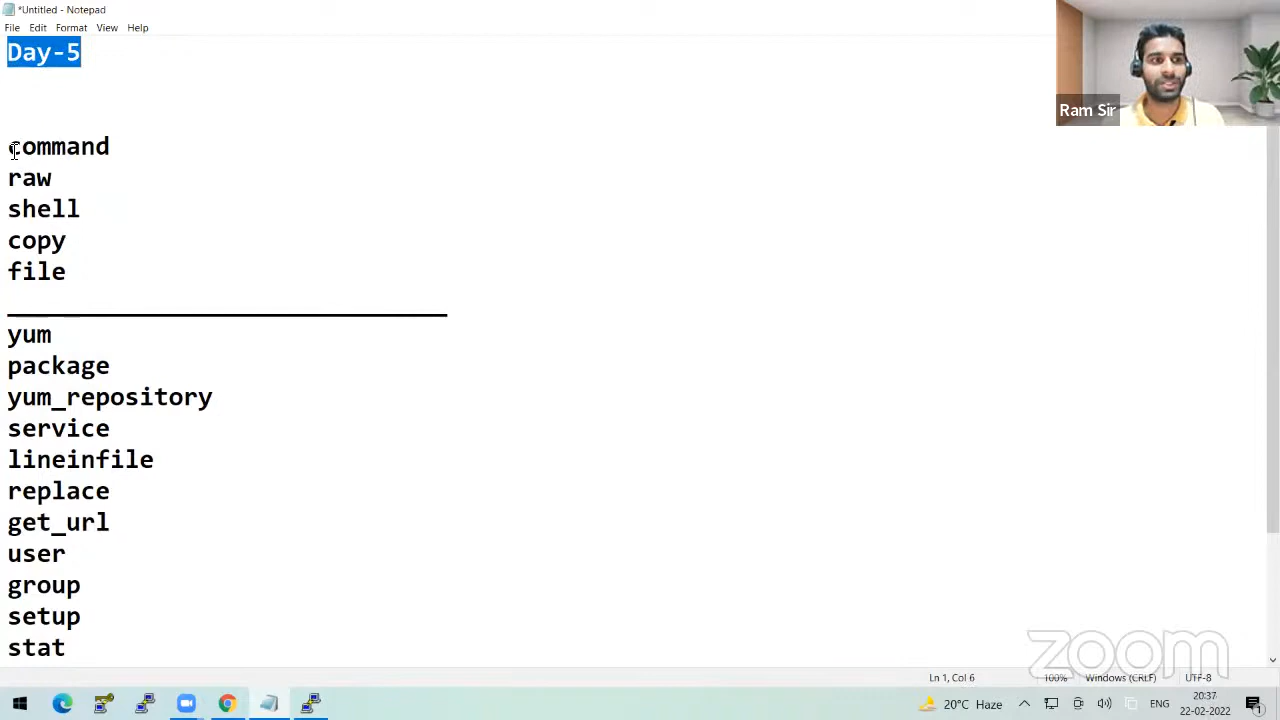 *Untitled - Notepad
File Edit Format View Help
Day-5
Ram Sir
command
raw
shell
copy
file
yum
package
yum_repository
service
lineinfile
replace
get_url
user
group
setup
stat
zoom
Ln 1, Col 6 100% Windows (CRLF) UTF-8
20°C Haze ENG 20:37
22-02-2022
1